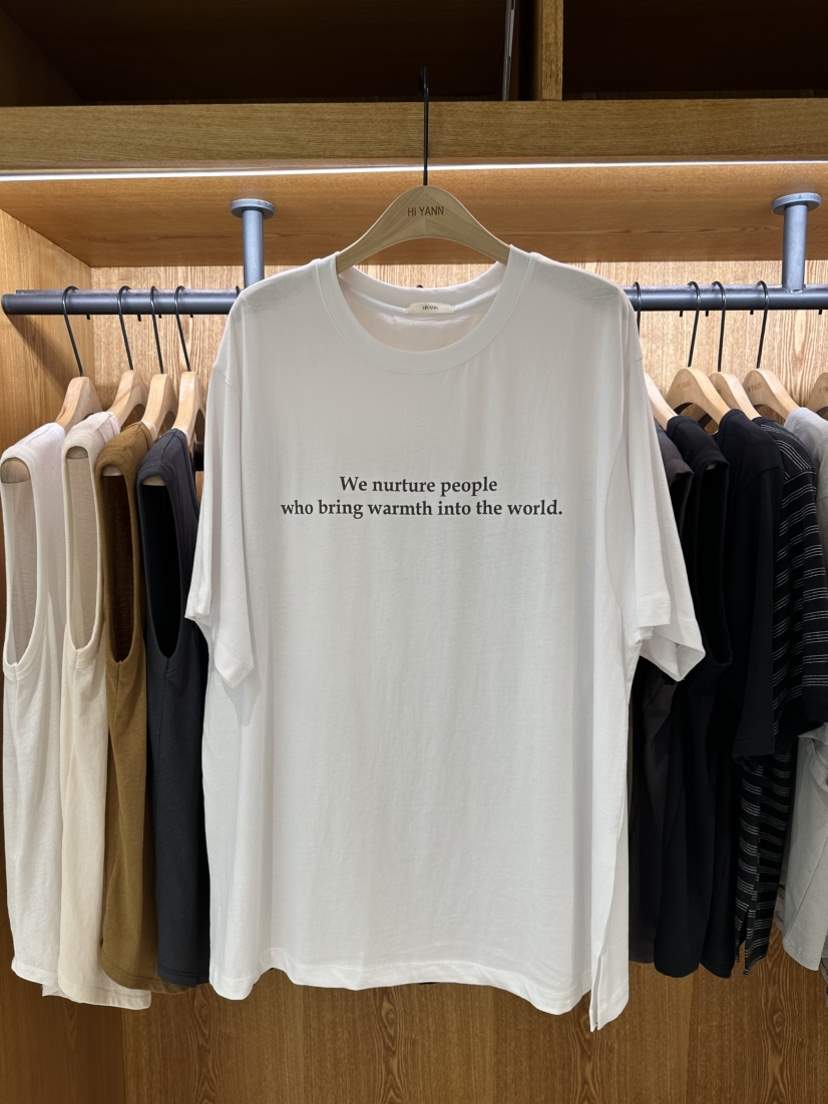 HI YANN
We nurture people
who bring warmth into the world.